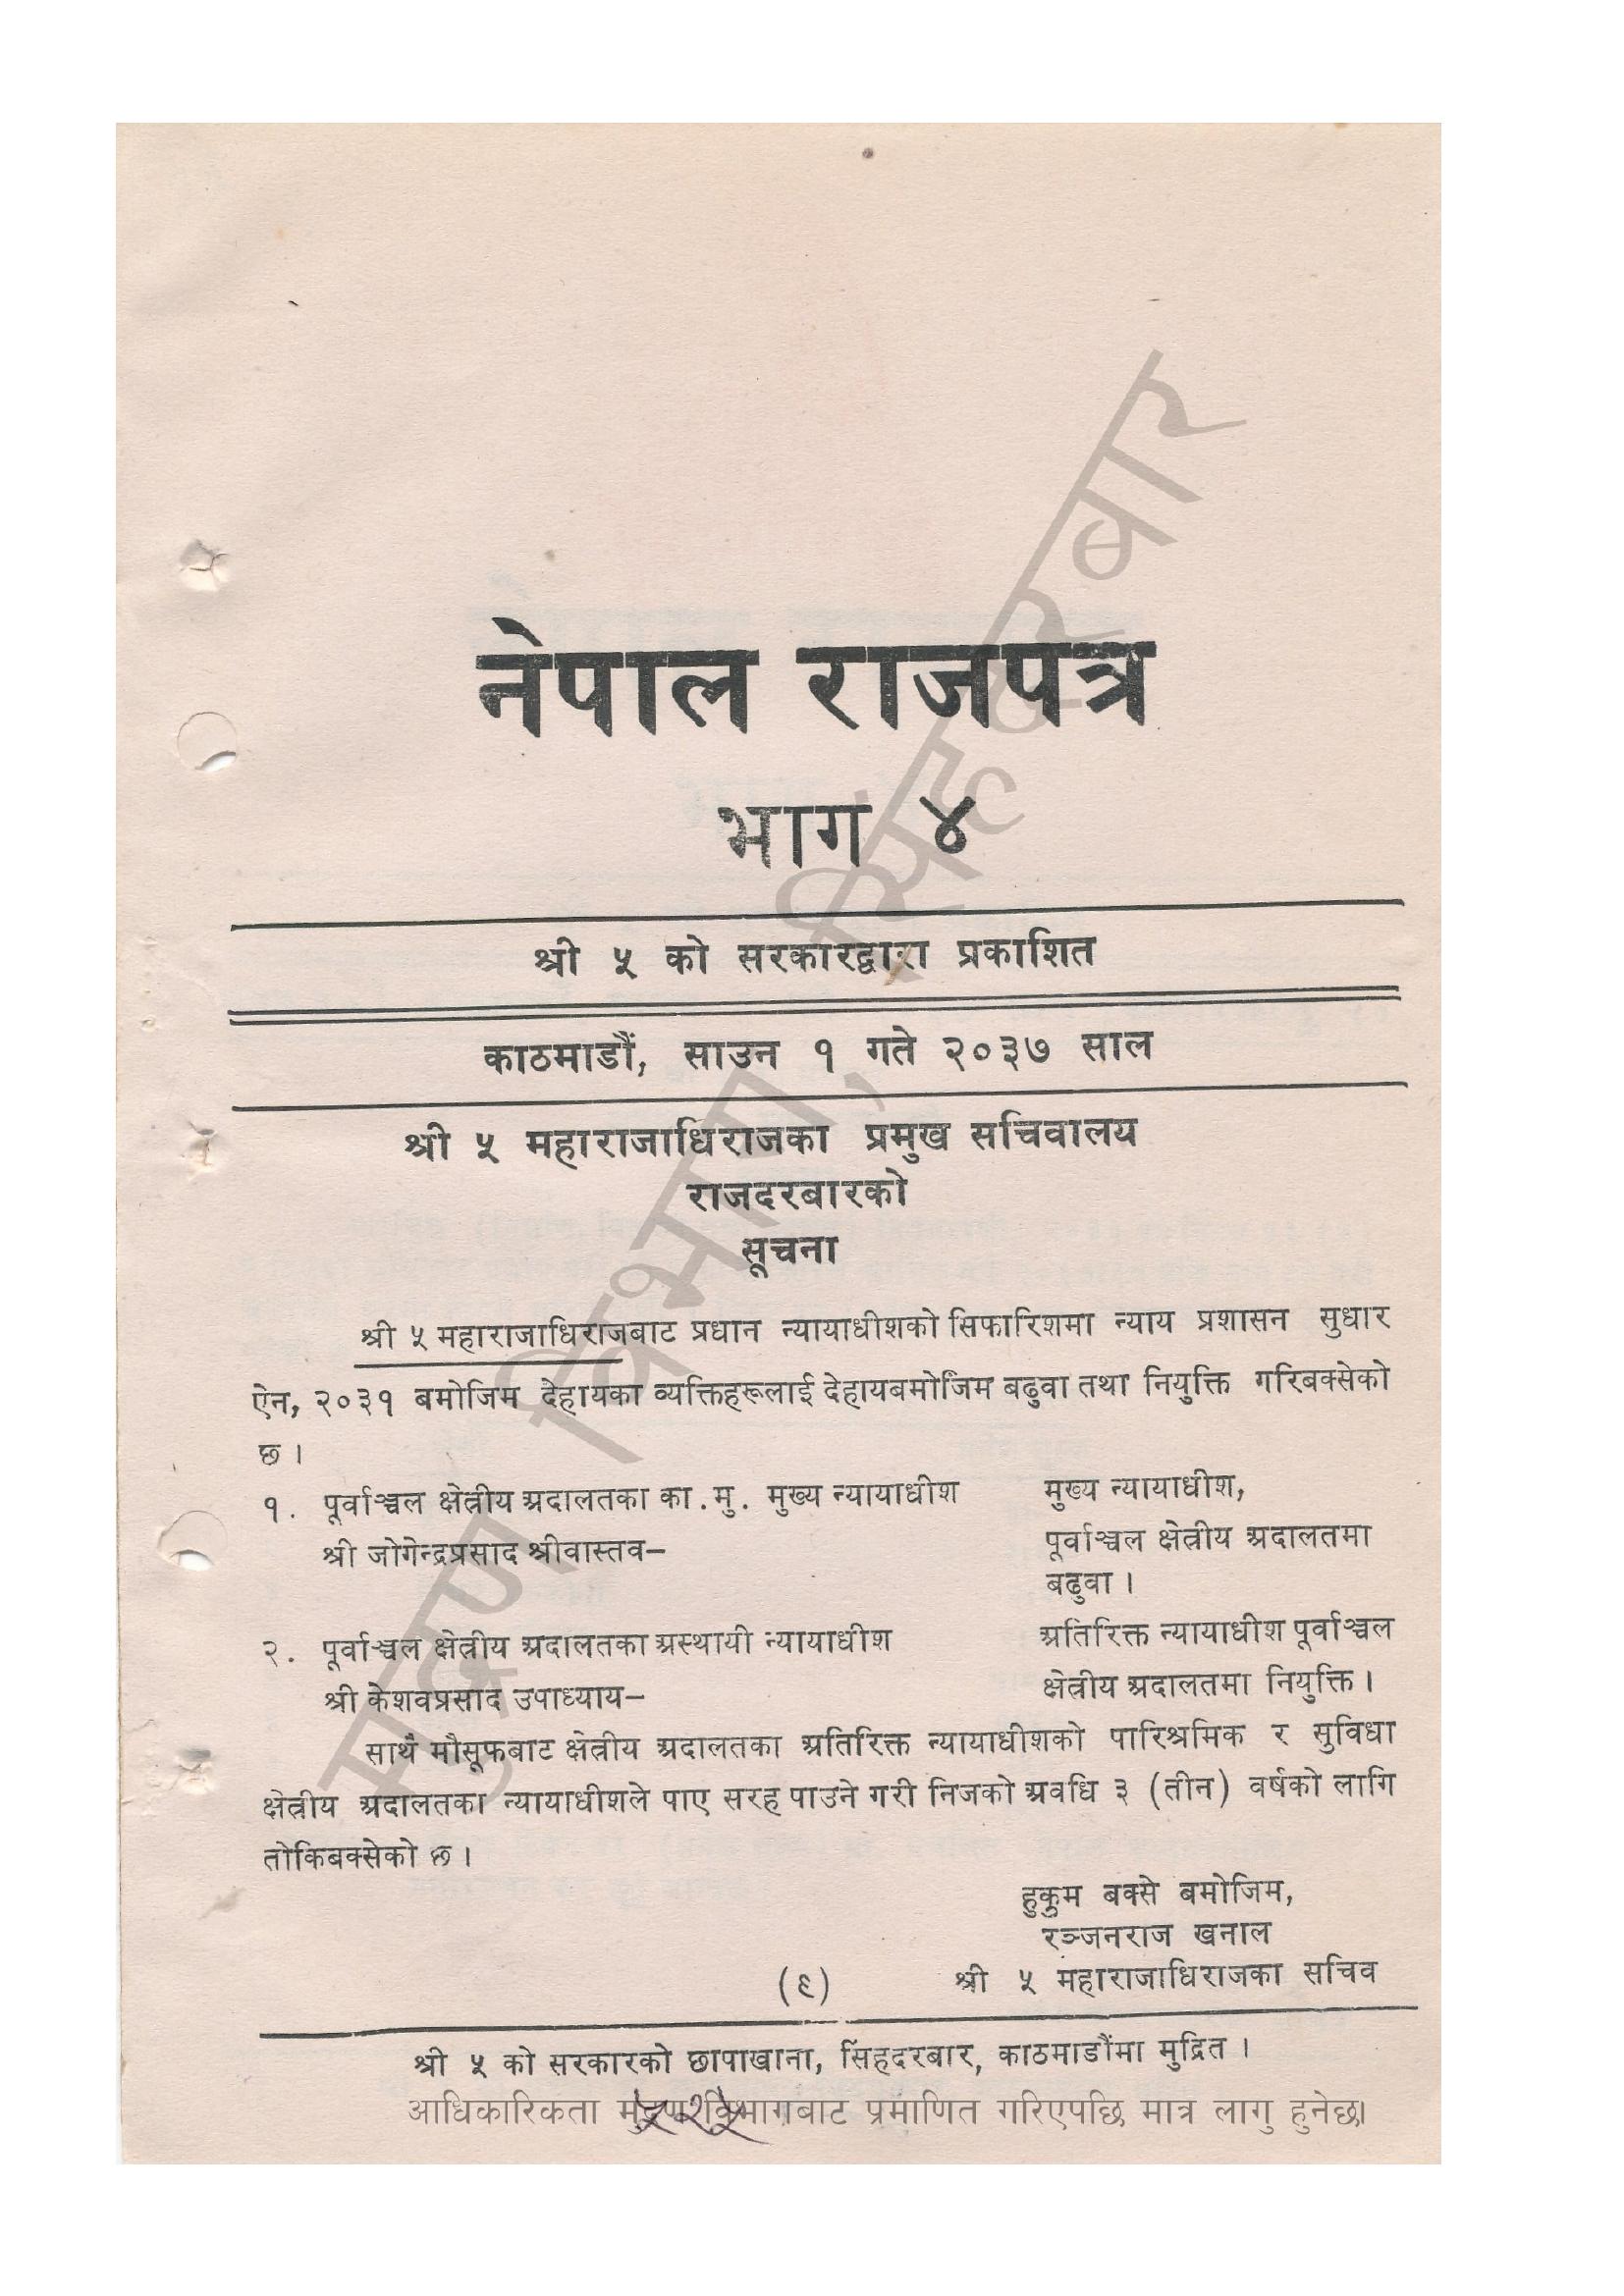 नेपाल राजपत्र
भाग ४
श्री ५ को सरकारद्वारा प्रकाशित
काठमाडौं, साउन १ गते २०३७ साल
श्री ५ महाराजाधिराजका प्रमुख सचिवालय
राजदरबारको
सूचना
श्री ५ महाराजाधिराजबाट प्रधान न्यायाधीशको सिफारिशमा न्याय प्रशासन सुधार
ऐन, २०३१ बमोजिम देहायका व्यक्तिहरूलाई देहायबमोजिम बढुवा तथा नियुक्ति गरिबक्सेको
छ ।
१. पूर्वाञ्चल क्षेत्रीय अदालतका का.मु. मुख्य न्यायाधीश मुख्य न्यायाधीश,
श्री जोगेन्द्रप्रसाद श्रीवास्तव– पूर्वाञ्चल क्षेत्रीय अदालतमा
बढुवा ।
२. पूर्वाञ्चल क्षेत्रीय अदालतका अस्थायी न्यायाधीश अतिरिक्त न्यायाधीश पूर्वाञ्चल
श्री केशवप्रसाद उपाध्याय– क्षेत्रीय अदालतमा नियुक्ति ।
साथै मौसूफबाट क्षेत्रीय अदालतका अतिरिक्त न्यायाधीशको पारिश्रमिक र सुविधा
क्षेत्रीय अदालतका न्यायाधीशले पाए सरह पाउने गरी निजको अवधि ३ (तीन) वर्षको लागि
तोकिबक्सेको छ ।
हुकुम बक्से बमोजिम,
रञ्जनराज खनाल
श्री ५ महाराजाधिराजका सचिव
(९)
श्री ५ को सरकारको छापाखाना, सिंहदरबार, काठमाडौंमा मुद्रित ।
आधिकारिकता मुद्रण विभागबाट प्रमाणित गरिएपछि मात्र लागु हुनेछ।
मुद्रण विभाग, सिंहदरबार